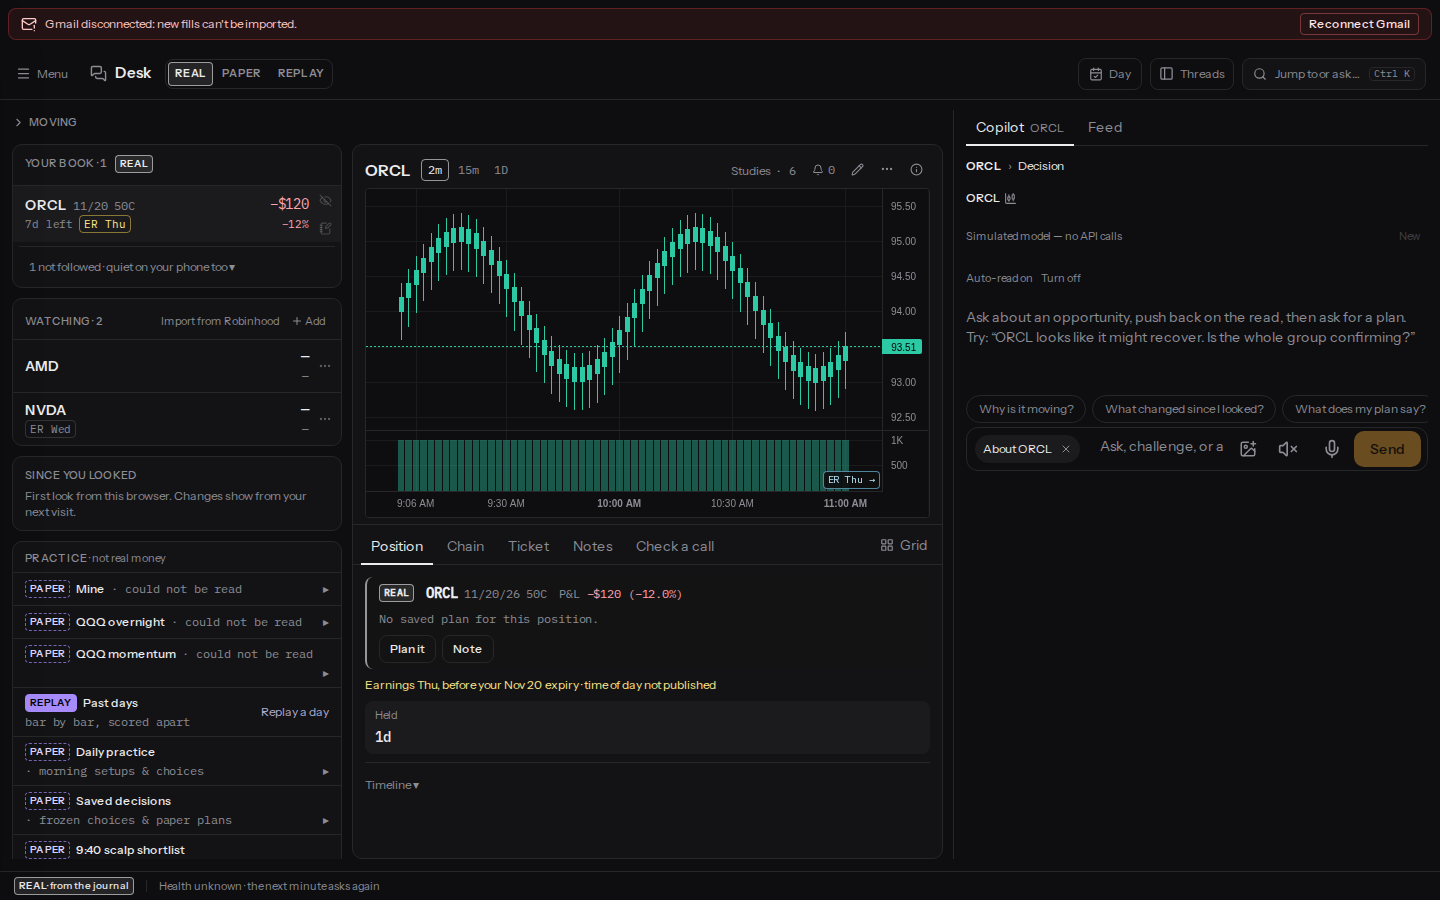 Gmail disconnected: new fills can't be imported.
Reconnect Gmail
Menu
Desk
REAL PAPER REPLAY
Day
Threads
Jump to or ask... Ctrl K
MOVING
YOUR BOOK · 1 REAL
ORCL 11/20 50C −$120
7d left ER Thu −12%
1 not followed · quiet on your phone too ▾
WATCHING · 2 Import from Robinhood + Add
AMD —
–
NVDA —
ER Wed –
SINCE YOU LOOKED
First look from this browser. Changes show from your
next visit.
PRACTICE · not real money
PAPER Mine · could not be read ▸
PAPER QQQ overnight · could not be read ▸
PAPER QQQ momentum · could not be read
▸
REPLAY Past days
bar by bar, scored apart
Replay a day
PAPER Daily practice
· morning setups & choices ▸
PAPER Saved decisions
· frozen choices & paper plans ▸
PAPER 9:40 scalp shortlist
ORCL 2m 15m 1D
Studies · 6
0
95.50
95.00
94.50
94.00
93.51
93.00
92.50
1K
500
ER Thu →
9:06 AM 9:30 AM 10:00 AM 10:30 AM 11:00 AM
Position Chain Ticket Notes Check a call
Grid
REAL ORCL 11/20/26 50C P&L −$120 (−12.0%)
No saved plan for this position.
Plan it Note
Earnings Thu, before your Nov 20 expiry · time of day not published
Held
1d
Timeline ▾
Copilot ORCL Feed
ORCL › Decision
ORCL
Simulated model — no API calls New
Auto-read on Turn off
Ask about an opportunity, push back on the read, then ask for a plan.
Try: “ORCL looks like it might recover. Is the whole group confirming?”
Why is it moving? What changed since I looked? What does my plan say?
About ORCL × Ask, challenge, or a Send
REAL · from the journal Health unknown · the next minute asks again